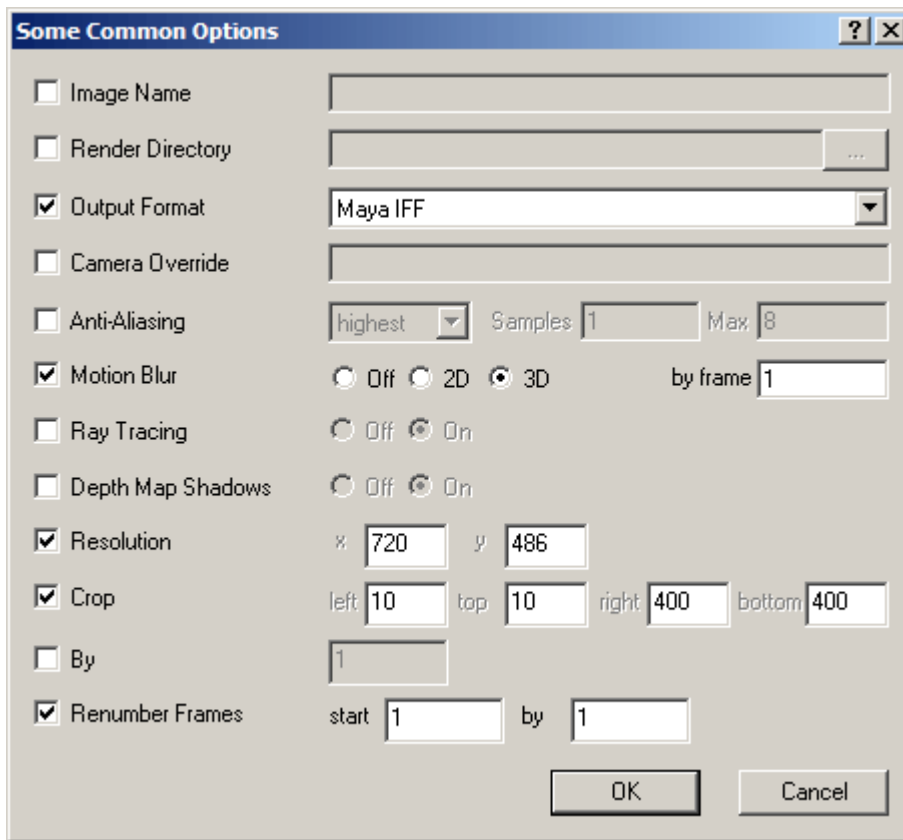 Some Common Options ? X
Image Name
Render Directory ...
Output Format Maya IFF
Camera Override
Anti-Aliasing highest Samples 1 Max 8
Motion Blur Off 2D 3D by frame 1
Ray Tracing Off On
Depth Map Shadows Off On
Resolution x 720 y 486
Crop left 10 top 10 right 400 bottom 400
By 1
Renumber Frames start 1 by 1
OK Cancel